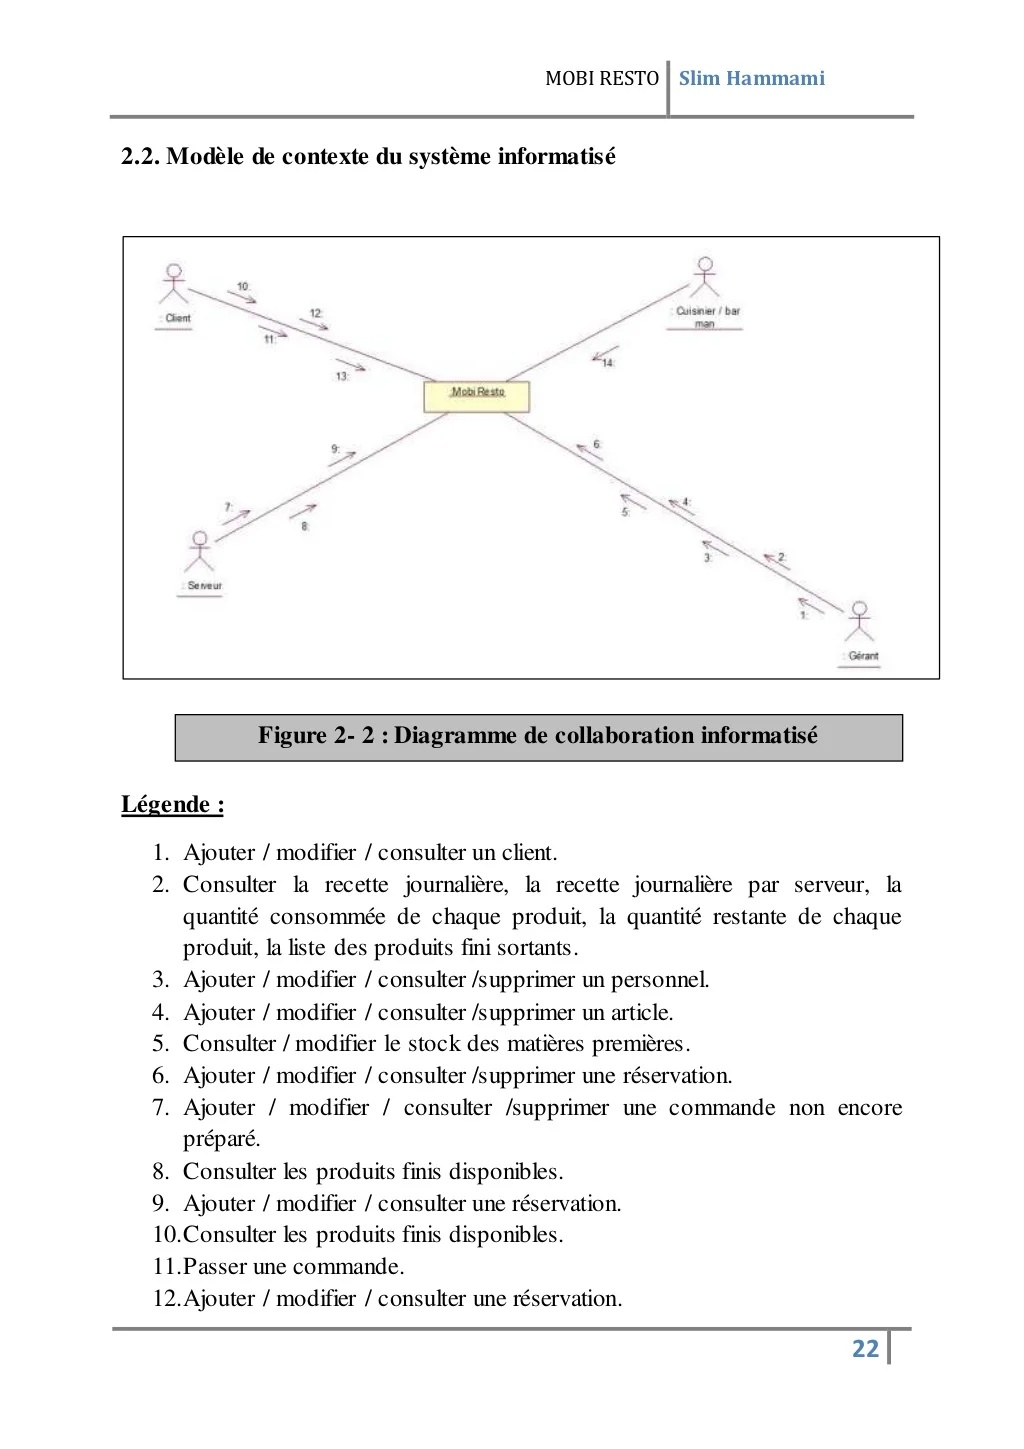 MOBI RESTO Slim Hammami
2.2. Modèle de contexte du système informatisé
: Client
10:
11:
12:
13:
: Cuisinier / bar
man
14:
:Mobi Resto
9:
7:
8:
: Serveur
6:
5:
4:
3:
2:
1:
: Gérant
Figure 2- 2 : Diagramme de collaboration informatisé
Légende :
1. Ajouter / modifier / consulter un client.
2. Consulter la recette journalière, la recette journalière par serveur, la
quantité consommée de chaque produit, la quantité restante de chaque
produit, la liste des produits fini sortants.
3. Ajouter / modifier / consulter /supprimer un personnel.
4. Ajouter / modifier / consulter /supprimer un article.
5. Consulter / modifier le stock des matières premières.
6. Ajouter / modifier / consulter /supprimer une réservation.
7. Ajouter / modifier / consulter /supprimer une commande non encore
préparé.
8. Consulter les produits finis disponibles.
9. Ajouter / modifier / consulter une réservation.
10.Consulter les produits finis disponibles.
11.Passer une commande.
12.Ajouter / modifier / consulter une réservation.
22